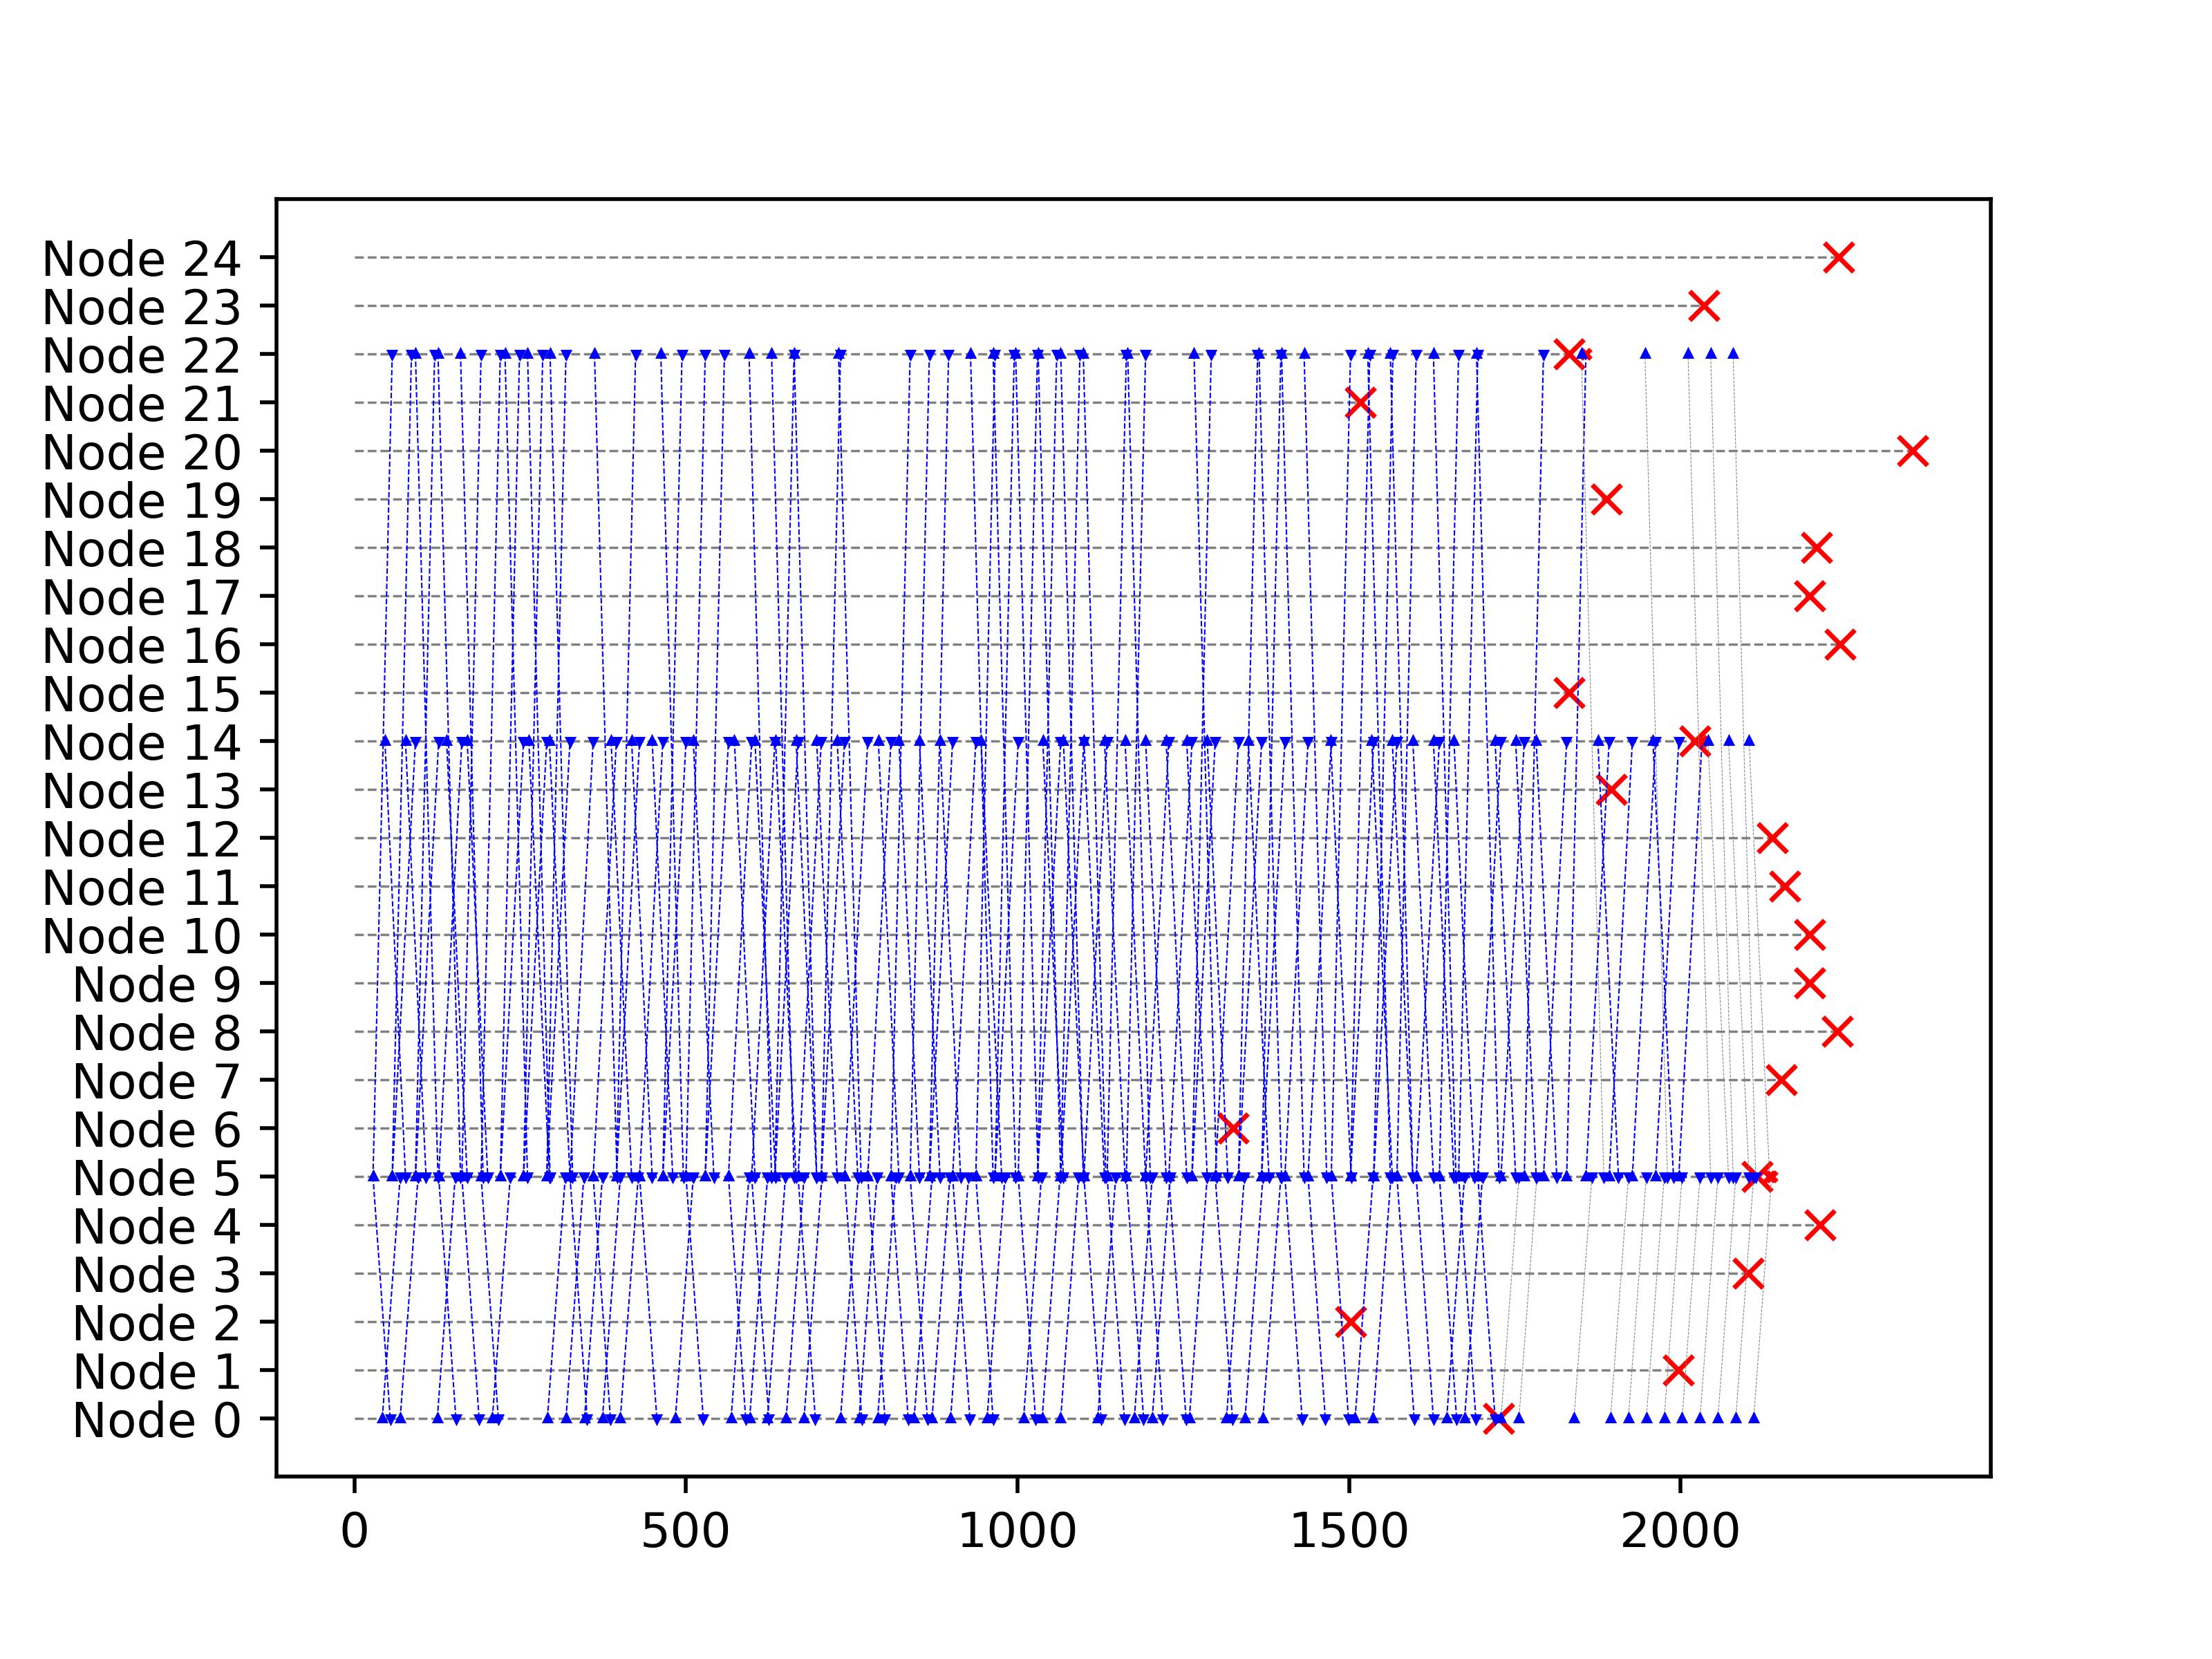 Node 24
Node 23
Node 22
Node 21
Node 20
Node 19
Node 18
Node 17
Node 16
Node 15
Node 14
Node 13
Node 12
Node 11
Node 10
Node 9
Node 8
Node 7
Node 6
Node 5
Node 4
Node 3
Node 2
Node 1
Node 0
0 500 1000 1500 2000